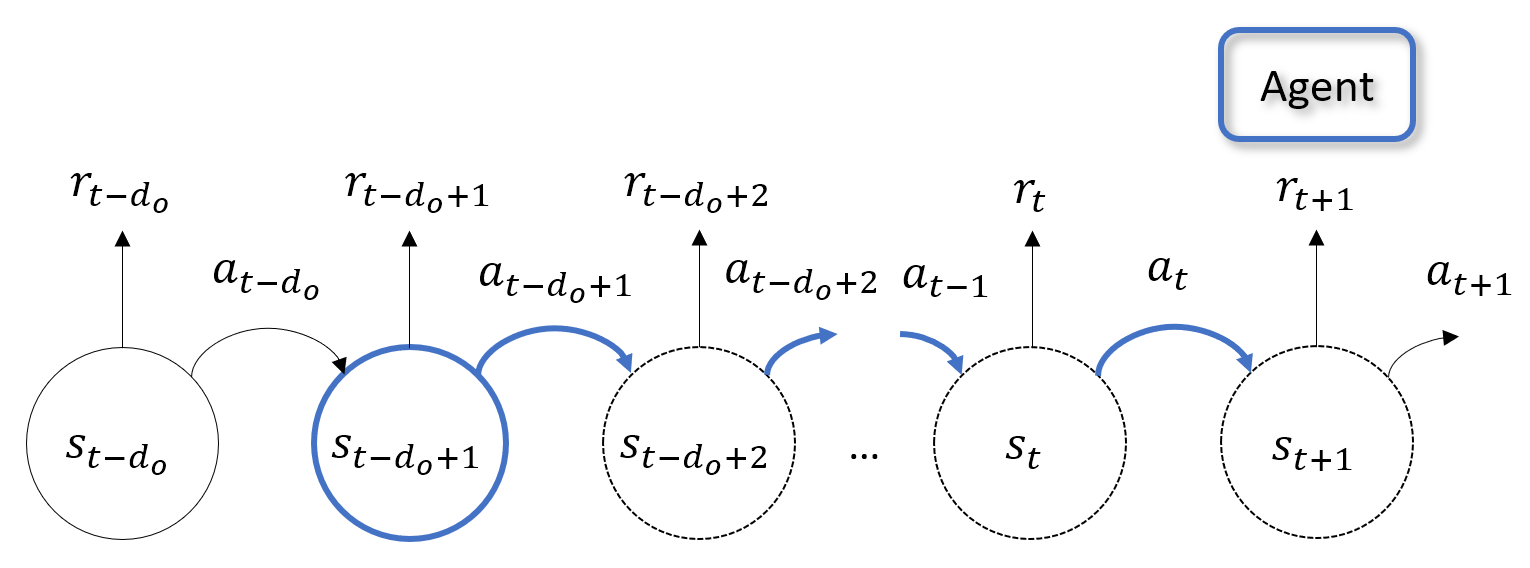 Agent
r_{t-d_o} r_{t-d_o+1} r_{t-d_o+2} r_t r_{t+1}
a_{t-d_o} a_{t-d_o+1} a_{t-d_o+2} a_{t-1} a_t a_{t+1}
s_{t-d_o} s_{t-d_o+1} s_{t-d_o+2} ... s_t s_{t+1}